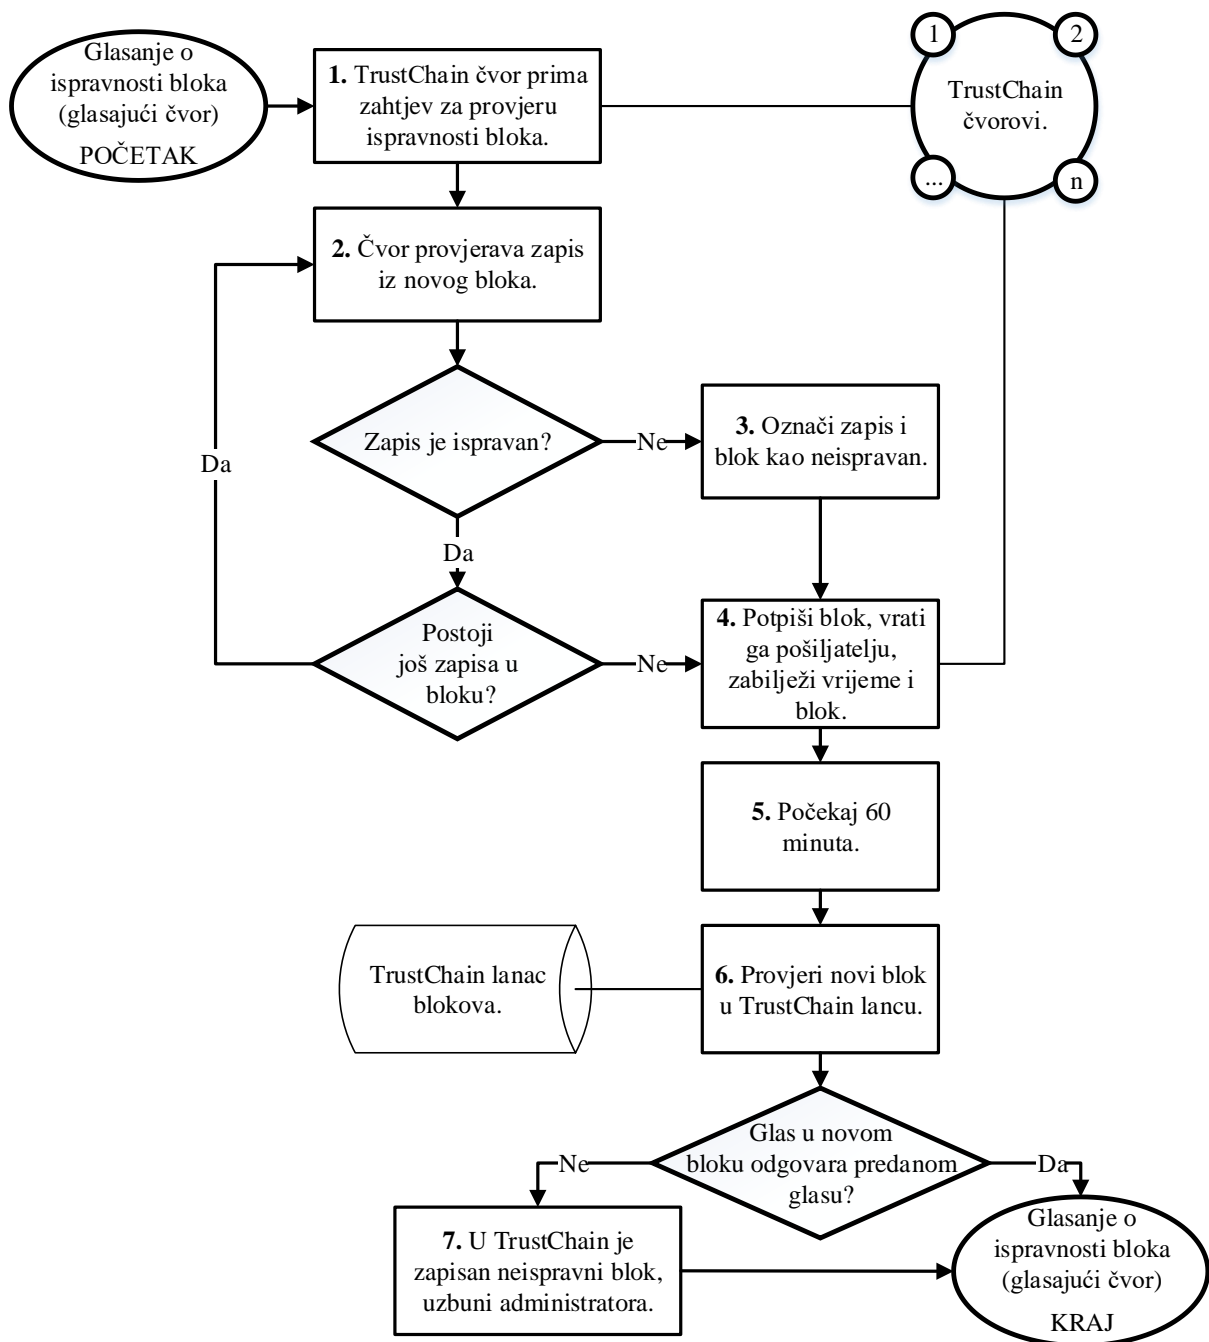 Glasanje o
ispravnosti bloka
(glasajući čvor)
POČETAK
1. TrustChain čvor prima
zahtjev za provjeru
ispravnosti bloka.
1
2
TrustChain
čvorovi.
...
n
2. Čvor provjerava zapis
iz novog bloka.
Zapis je ispravan?
Ne
3. Označi zapis i
blok kao neispravan.
Da
Da
Postoji
još zapisa u
bloku?
Ne
4. Potpiši blok, vrati
ga pošiljatelju,
zabilježi vrijeme i
blok.
5. Počekaj 60
minuta.
TrustChain lanac
blokova.
6. Provjeri novi blok
u TrustChain lancu.
Glas u novom
bloku odgovara predanom
glasu?
Ne
Da
7. U TrustChain je
zapisan neispravni blok,
uzbuni administratora.
Glasanje o
ispravnosti bloka
(glasajući čvor)
KRAJ